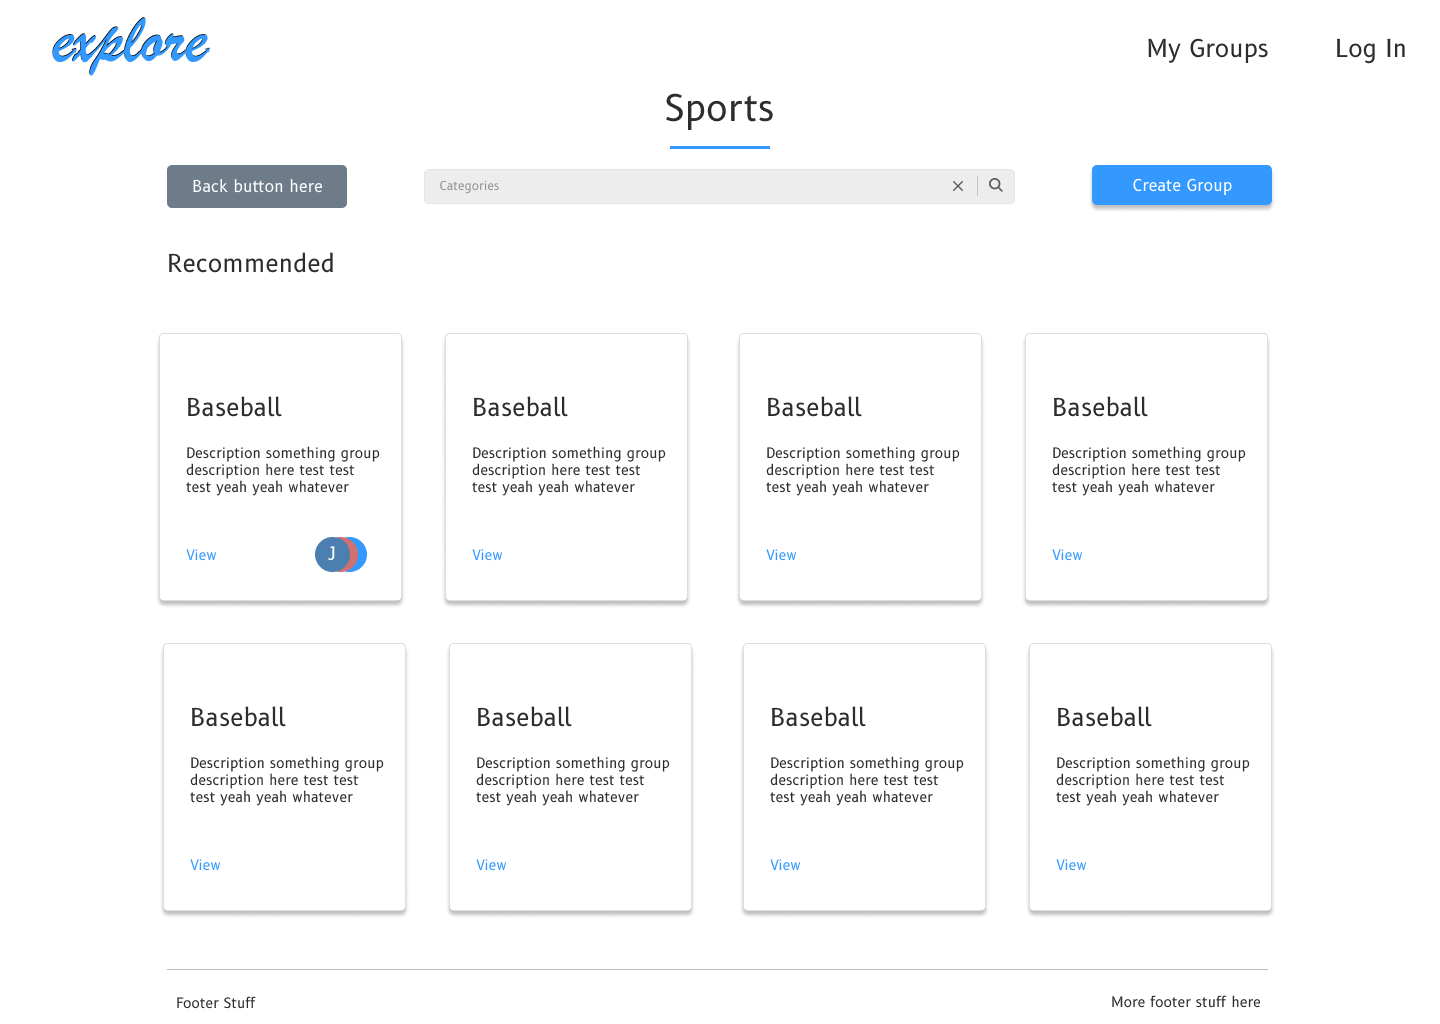 explore
My Groups
Log In
Sports
Back button here
Categories
Create Group
Recommended
Baseball
Description something group
description here test test
test yeah yeah whatever
View
J
Baseball
Description something group
description here test test
test yeah yeah whatever
View
Baseball
Description something group
description here test test
test yeah yeah whatever
View
Baseball
Description something group
description here test test
test yeah yeah whatever
View
Baseball
Description something group
description here test test
test yeah yeah whatever
View
Baseball
Description something group
description here test test
test yeah yeah whatever
View
Baseball
Description something group
description here test test
test yeah yeah whatever
View
Baseball
Description something group
description here test test
test yeah yeah whatever
View
Footer Stuff
More footer stuff here